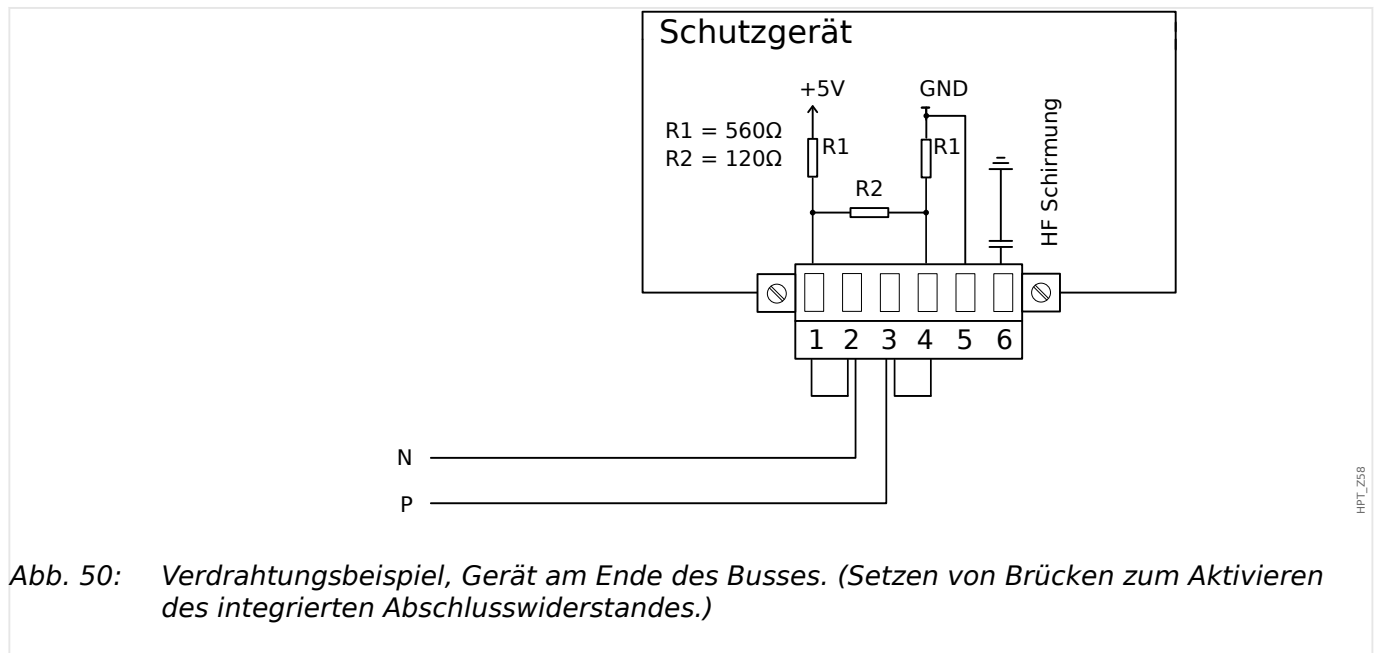 Schutzgerät
+5V
GND
R1 = 560Ω
R2 = 120Ω
R1
R1
R2
HF Schirmung
1 2 3 4 5 6
N
P
HPT_Z58
Abb. 50: Verdrahtungsbeispiel, Gerät am Ende des Busses. (Setzen von Brücken zum Aktivieren
des integrierten Abschlusswiderstandes.)